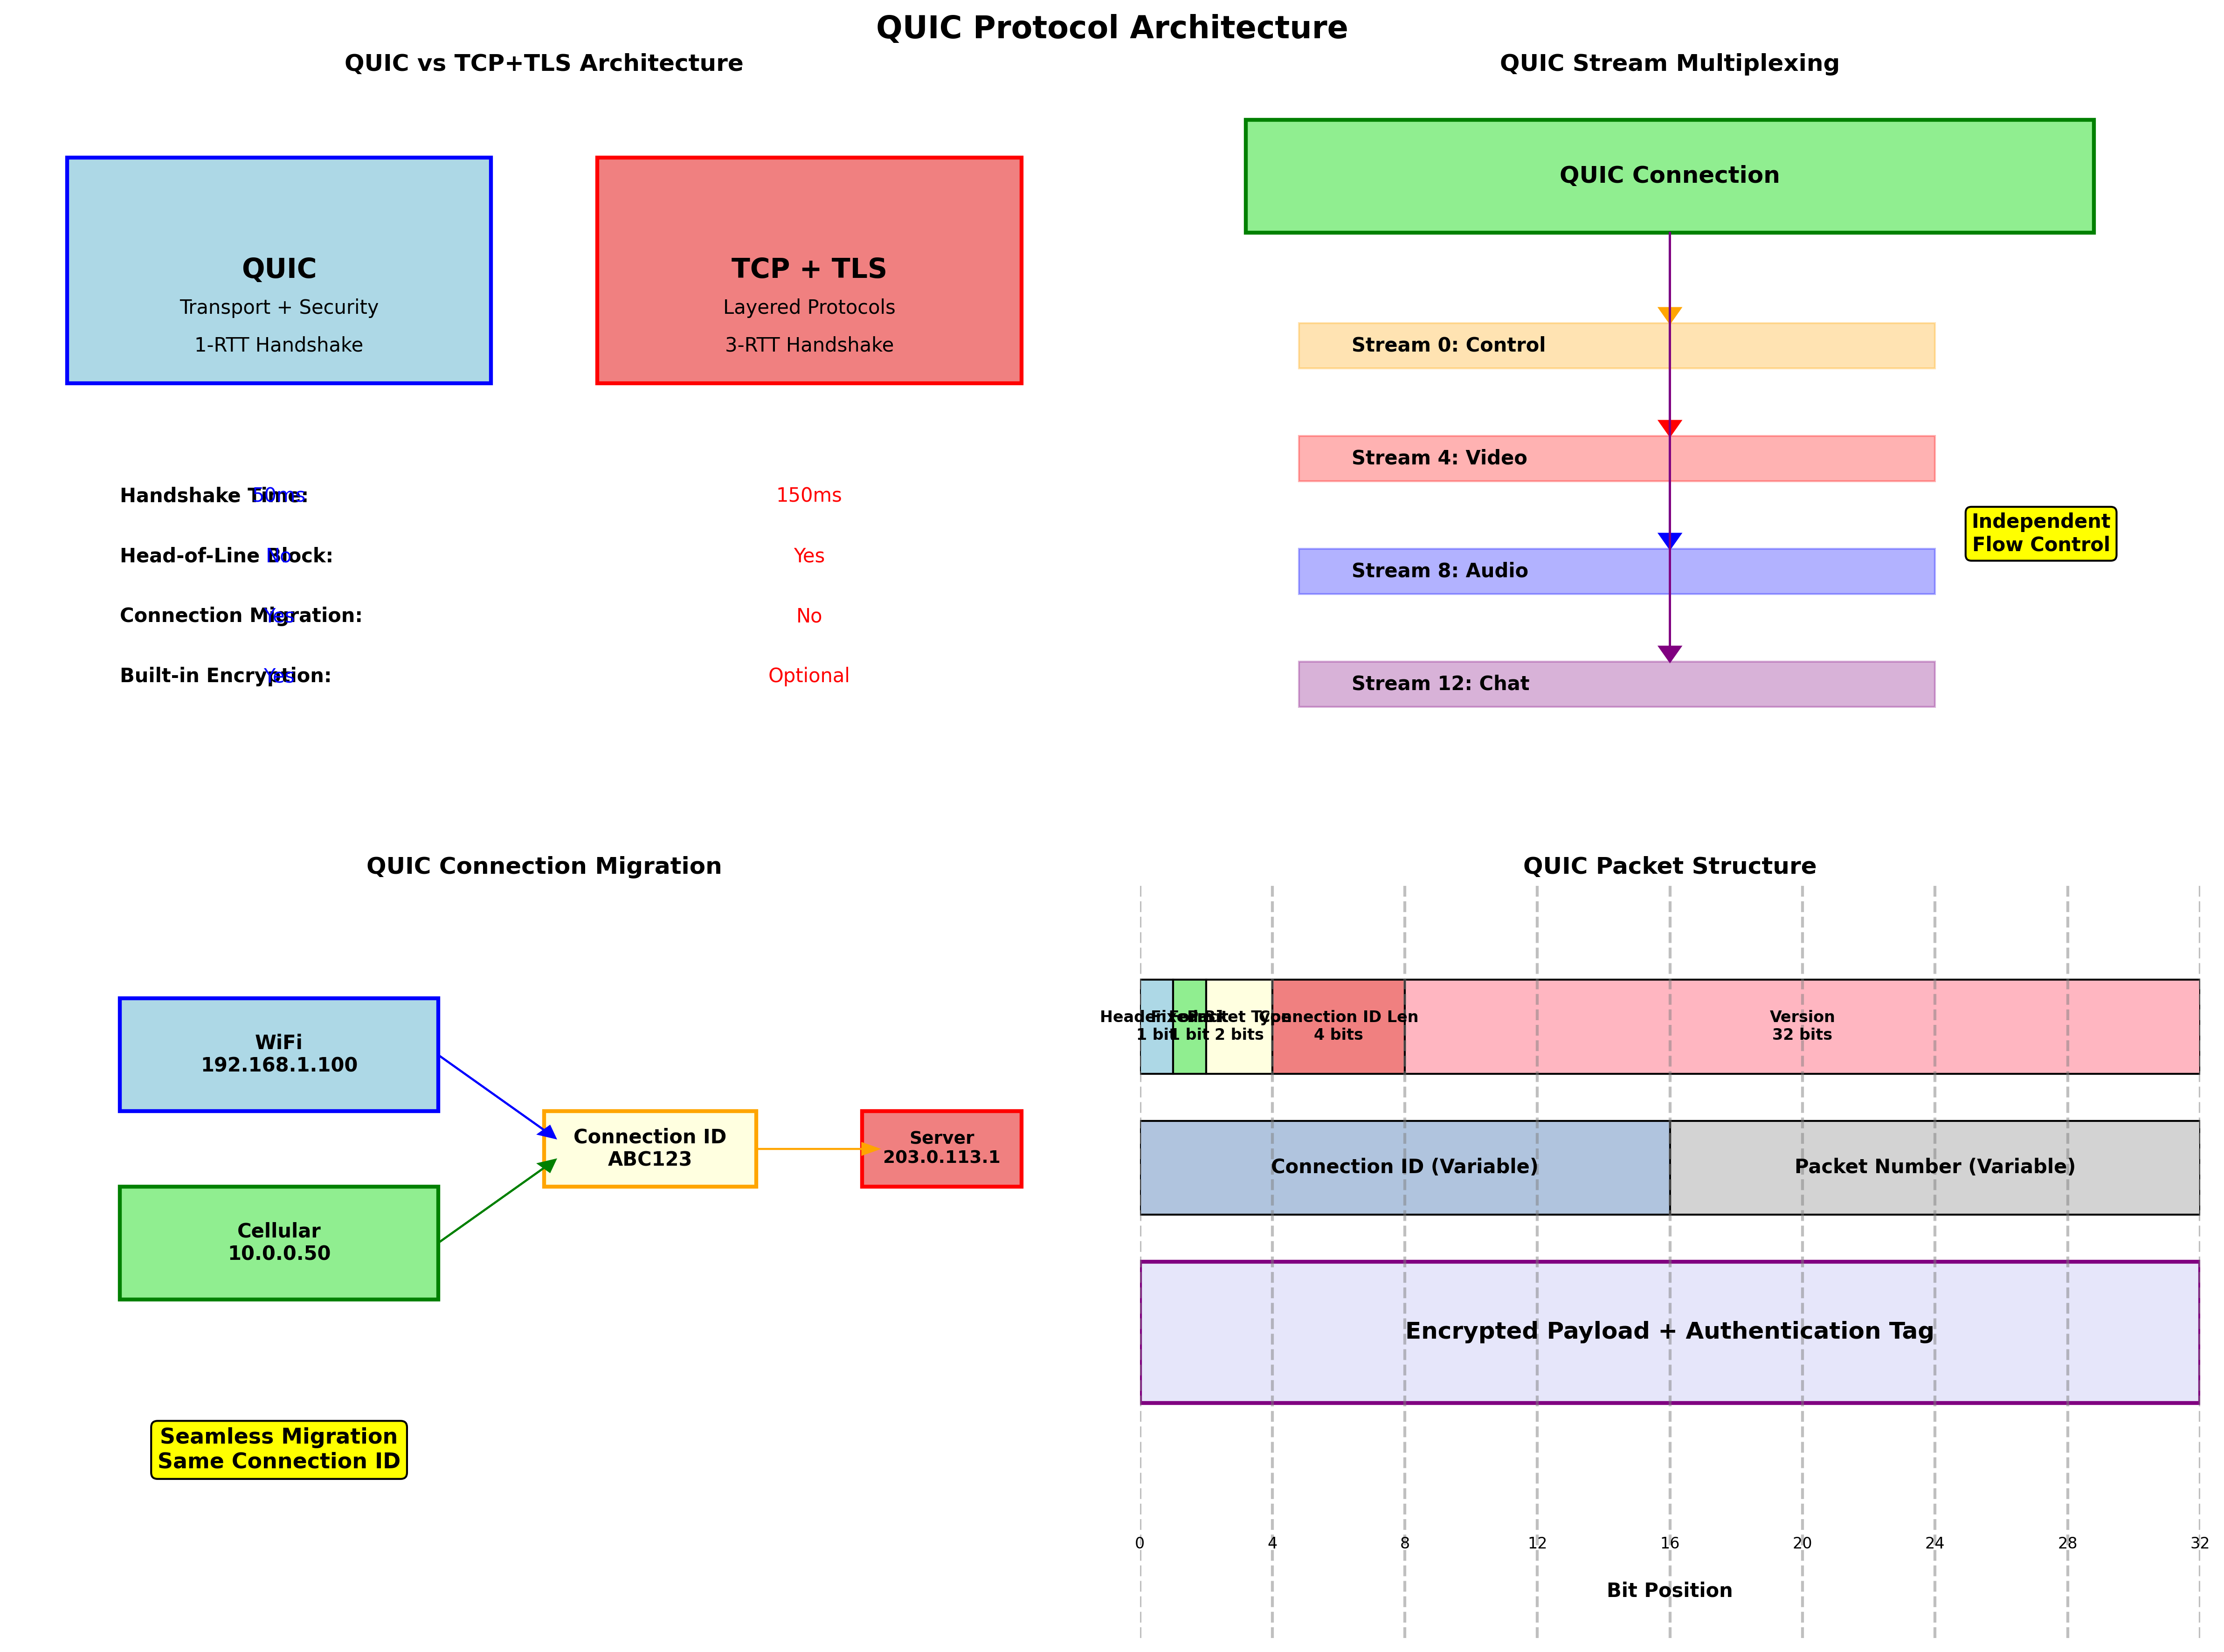 QUIC Protocol Architecture
QUIC vs TCP+TLS Architecture
QUIC
Transport + Security
1-RTT Handshake
TCP + TLS
Layered Protocols
3-RTT Handshake
Handshake Time: 50ms 150ms
Head-of-Line Block: No Yes
Connection Migration: Yes No
Built-in Encryption: Yes Optional
QUIC Stream Multiplexing
QUIC Connection
Stream 0: Control
Stream 4: Video
Stream 8: Audio
Stream 12: Chat
Independent
Flow Control
QUIC Connection Migration
WiFi
192.168.1.100
Cellular
10.0.0.50
Connection ID
ABC123
Server
203.0.113.1
Seamless Migration
Same Connection ID
QUIC Packet Structure
Header Form
1 bit
Fixed Bit
1 bit
Packet Type
2 bits
Connection ID Len
4 bits
Version
32 bits
Connection ID (Variable)
Packet Number (Variable)
Encrypted Payload + Authentication Tag
0 4 8 12 16 20 24 28 32
Bit Position